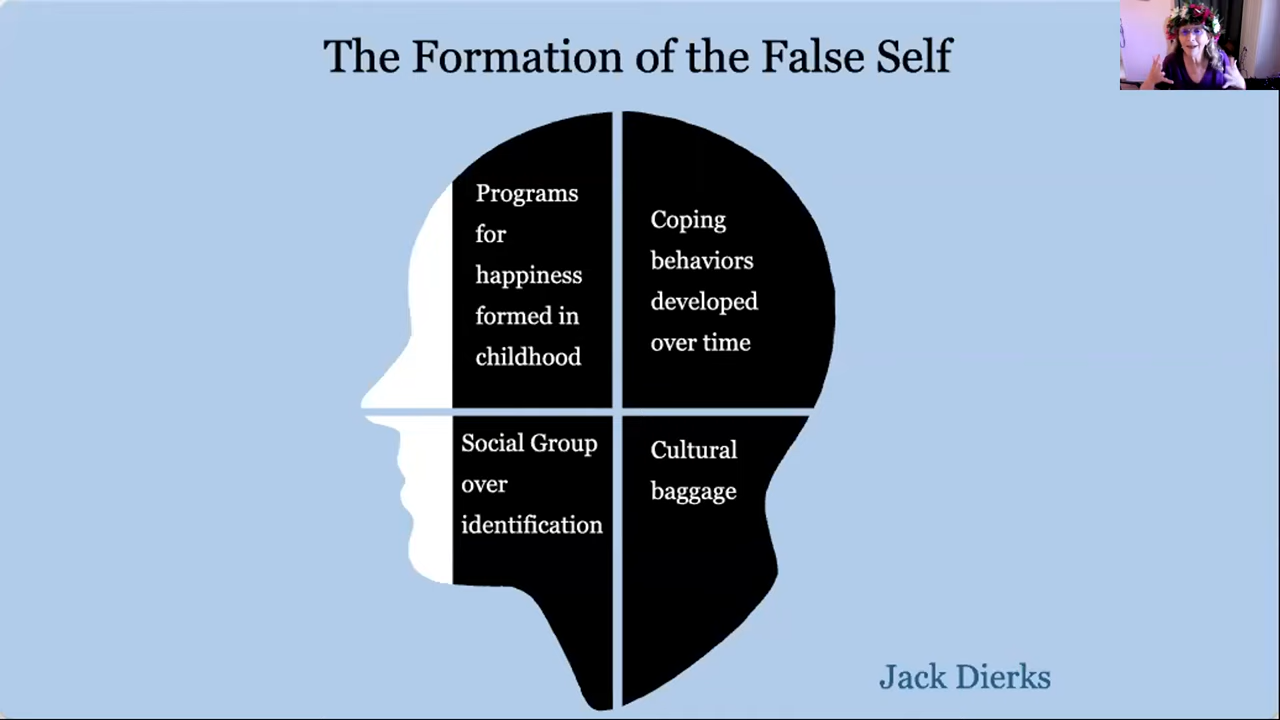 The Formation of the False Self
Programs
for
happiness
formed in
childhood
Coping
behaviors
developed
over time
Social Group
over
identification
Cultural
baggage
Jack Dierks